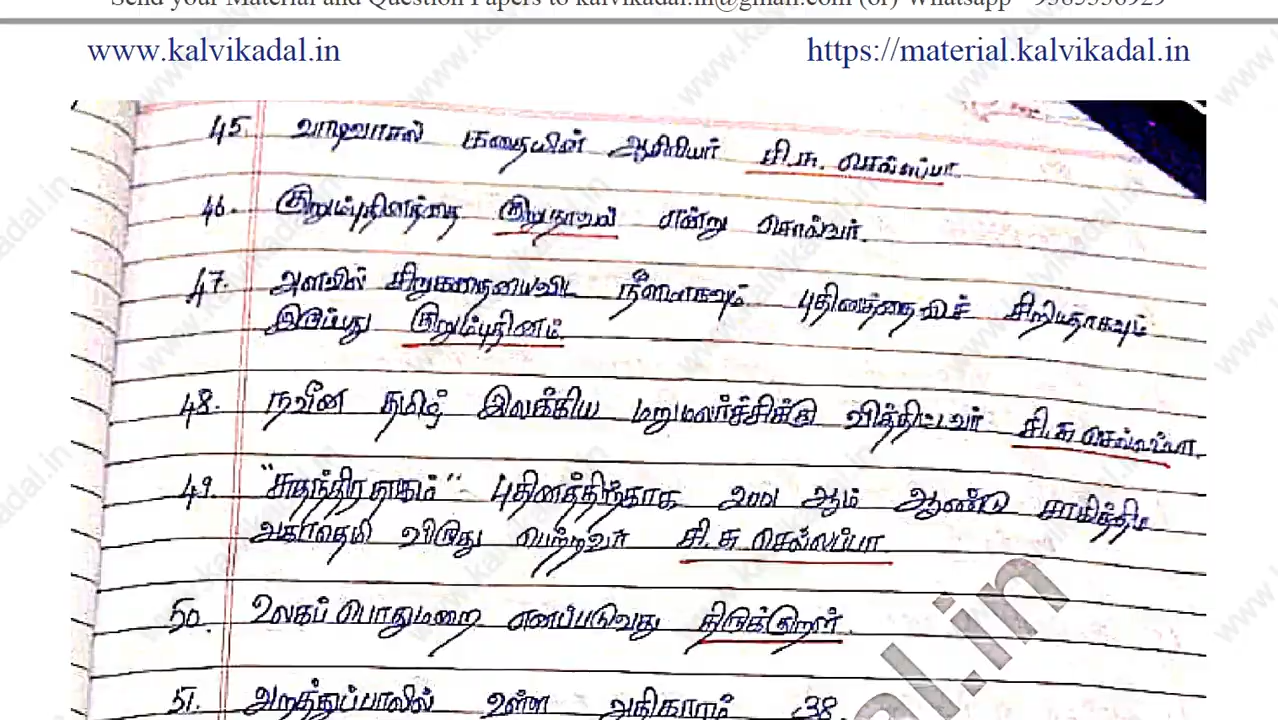 Send your Material and Question Papers to kalvikadal.in@gmail.com (or) Whatsapp - 9385336929
www.kalvikadal.in https://material.kalvikadal.in
45. வாடிவாசல் கதையின் ஆசிரியர் சி.சு. செல்லப்பா.
46. குறும்புதினத்தை குறுநாவல் என்று சொல்வர்.
47. அளவில் சிறுகதையைவிட நீளமாகவும் புதினத்தைவிடச் சிறியதாகவும்
இருப்பது குறும்புதினம்.
48. நவீன தமிழ் இலக்கிய மறுமலர்ச்சிக்கு வித்திட்டவர் சி.சு செல்லப்பா.
49. "சுதந்திர தாகம்" புதினத்திற்காக 2001 ஆம் ஆண்டு சாகித்திய
அகாதெமி விருது பெற்றவர் சி.சு செல்லப்பா
50. உலகப் பொதுமறை எனப்படுவது திருக்குறள்.
51. அறத்துப்பாலில் உள்ள அதிகாரம் 38.